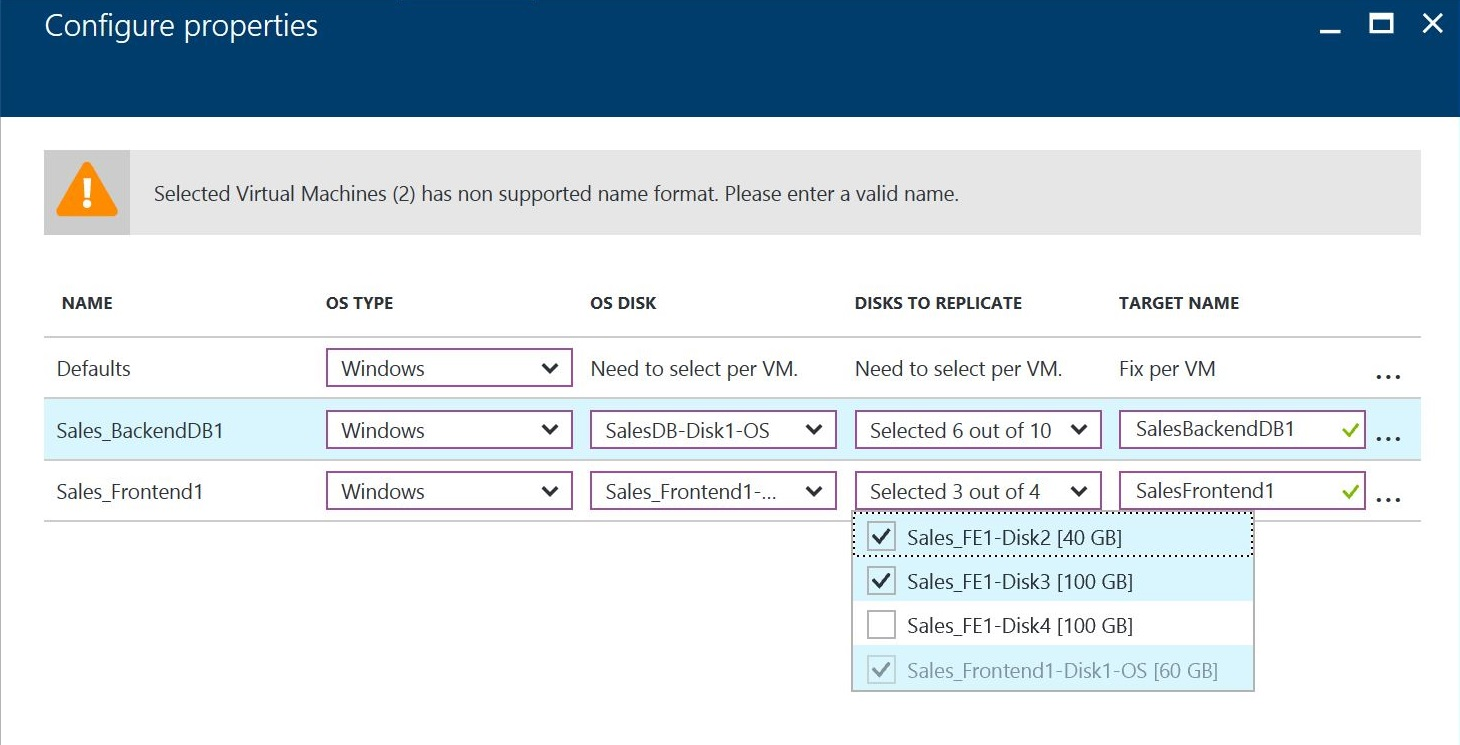 Configure properties
Selected Virtual Machines (2) has non supported name format. Please enter a valid name.
NAME OS TYPE OS DISK DISKS TO REPLICATE TARGET NAME
Defaults Windows Need to select per VM. Need to select per VM. Fix per VM ...
Sales_BackendDB1 Windows SalesDB-Disk1-OS Selected 6 out of 10 SalesBackendDB1 ...
Sales_Frontend1 Windows Sales_Frontend1-... Selected 3 out of 4 SalesFrontend1 ...
Sales_FE1-Disk2 [40 GB]
Sales_FE1-Disk3 [100 GB]
Sales_FE1-Disk4 [100 GB]
Sales_Frontend1-Disk1-OS [60 GB]